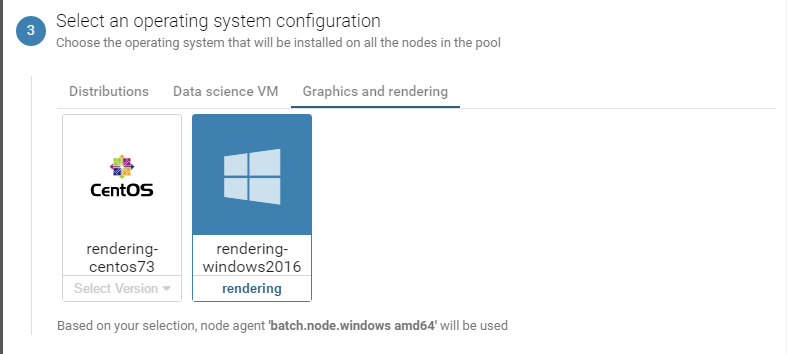 3
Select an operating system configuration
Choose the operating system that will be installed on all the nodes in the pool
Distributions Data science VM Graphics and rendering
CentOS
rendering-
centos73
Select Version
rendering-
windows2016
rendering
Based on your selection, node agent 'batch.node.windows amd64' will be used